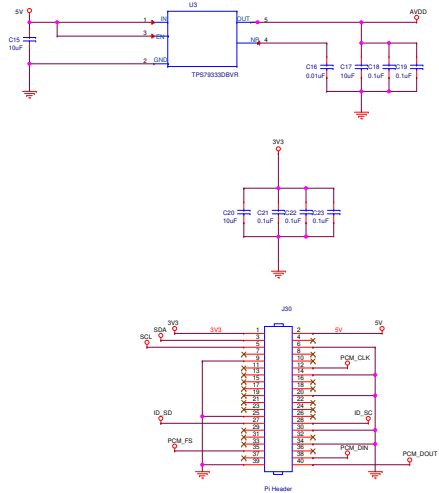 U3
5V
AVDD
1 IN
OUT 5
3 EN
NR 4
2 GND
C15
10uF
TPS79333DBVR
C16
0.01uF
C17
10uF
C18
0.1uF
C19
0.1uF
3V3
C20
10uF
C21
0.1uF
C22
0.1uF
C23
0.1uF
J30
3V3
3V3
5V
5V
SDA
SCL
1 2
3 4
5 6
7 8
9 10
PCM_CLK
11 12
13 14
15 16
17 18
19 20
21 22
23 24
25 26
ID_SD
ID_SC
27 28
29 30
31 32
33 34
PCM_FS
PCM_DIN
35 36
37 38
PCM_DOUT
39 40
Pi Header